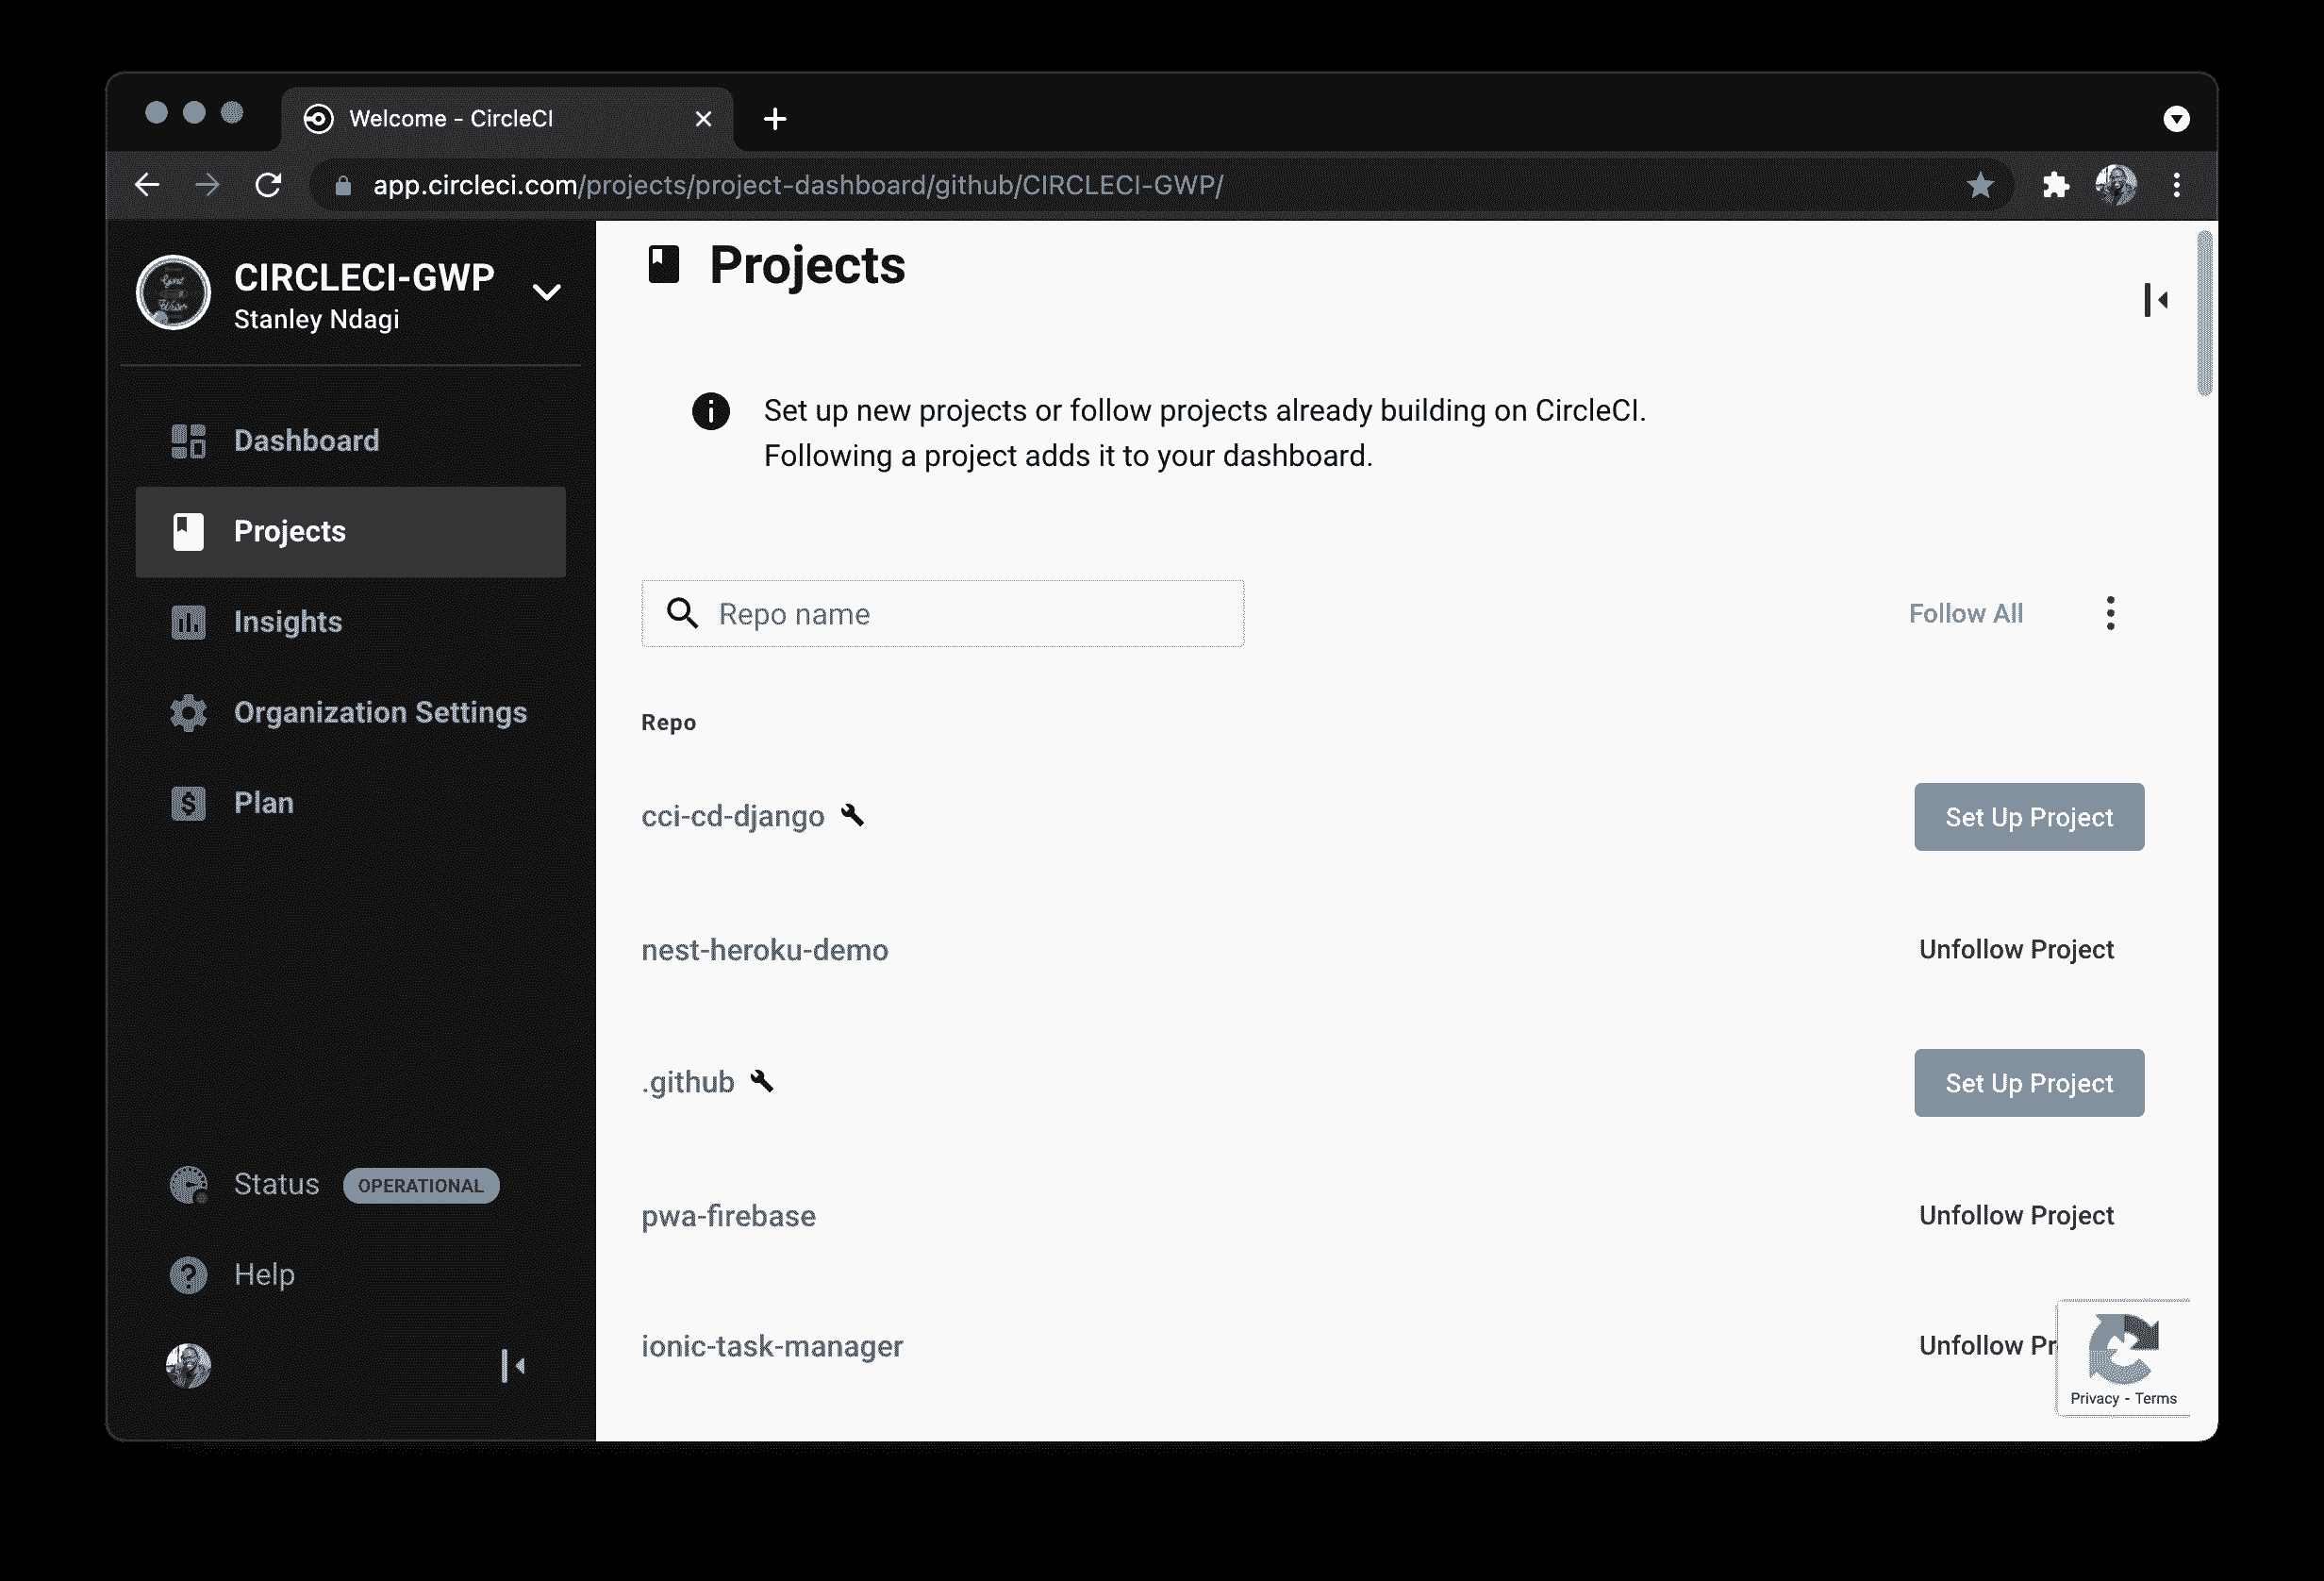 Welcome - CircleCI
app.circleci.com/projects/project-dashboard/github/CIRCLECI-GWP/
CIRCLECI-GWP
Stanley Ndagi
Dashboard
Projects
Insights
Organization Settings
Plan
Status OPERATIONAL
Help
Projects
Set up new projects or follow projects already building on CircleCI.
Following a project adds it to your dashboard.
Repo name
Follow All
Repo
cci-cd-django
Set Up Project
nest-heroku-demo
Unfollow Project
.github
Set Up Project
pwa-firebase
Unfollow Project
ionic-task-manager
Unfollow Pr
Privacy - Terms